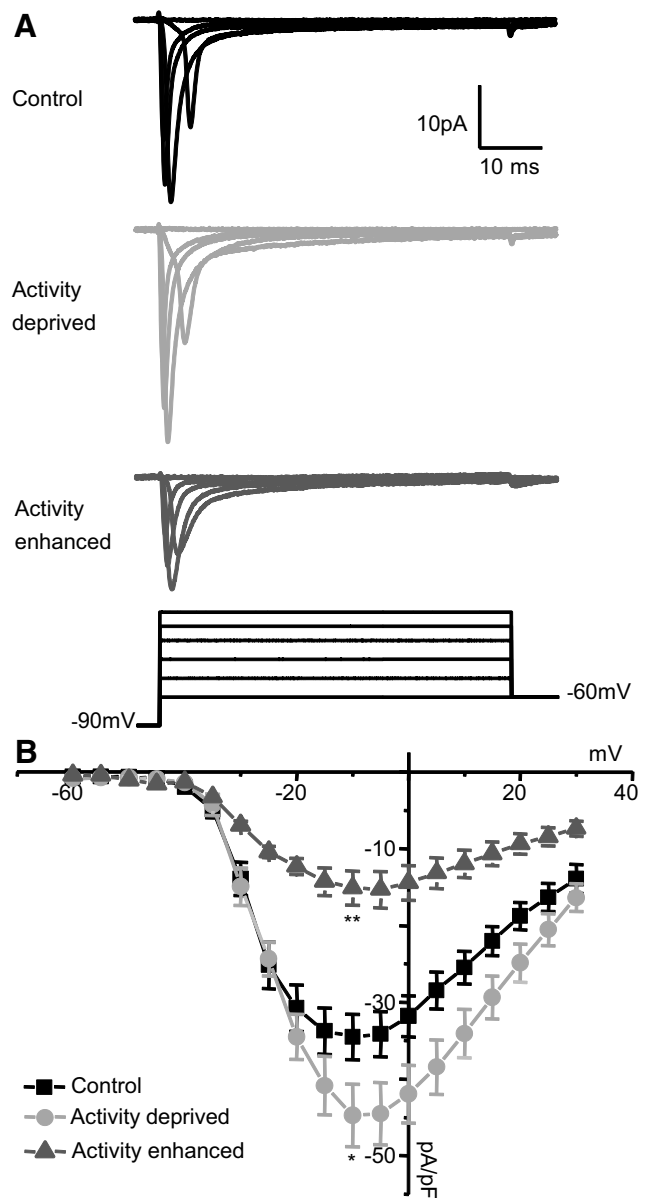 A
Control
10pA
10 ms
Activity
deprived
Activity
enhanced
-60mV
-90mV
B
mV
-60
-20
20
40
-10
**
-30
Control
Activity deprived
Activity enhanced
*
-50
pA/pF